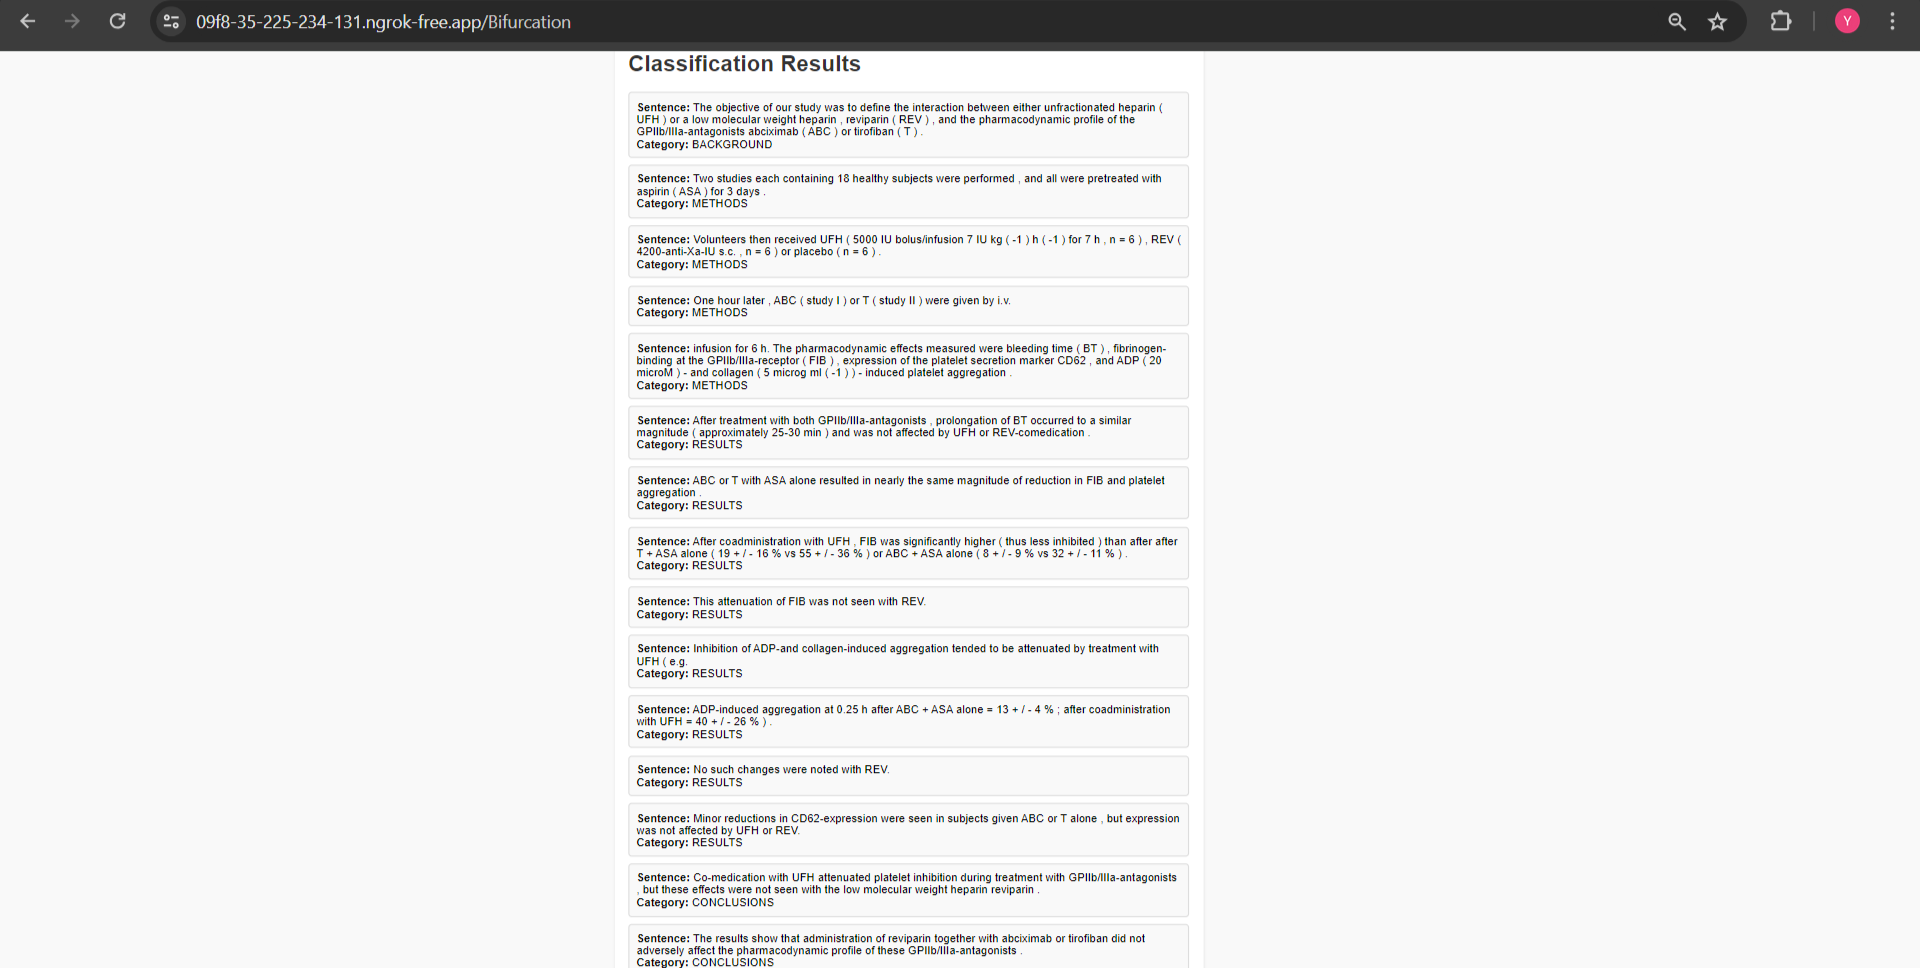 09f8-35-225-234-131.ngrok-free.app/Bifurcation
Y
Classification Results
Sentence: The objective of our study was to define the interaction between either unfractionated heparin (
UFH ) or a low molecular weight heparin , reviparin ( REV ) , and the pharmacodynamic profile of the
GPIIb/IIIa-antagonists abciximab ( ABC ) or tirofiban ( T ) .
Category: BACKGROUND
Sentence: Two studies each containing 18 healthy subjects were performed , and all were pretreated with
aspirin ( ASA ) for 3 days .
Category: METHODS
Sentence: Volunteers then received UFH ( 5000 IU bolus/infusion 7 IU kg ( -1 ) h ( -1 ) for 7 h , n = 6 ) , REV (
4200-anti-Xa-IU s.c. , n = 6 ) or placebo ( n = 6 ) .
Category: METHODS
Sentence: One hour later , ABC ( study I ) or T ( study II ) were given by i.v.
Category: METHODS
Sentence: infusion for 6 h. The pharmacodynamic effects measured were bleeding time ( BT ) , fibrinogen-
binding at the GPIIb/IIIa-receptor ( FIB ) , expression of the platelet secretion marker CD62 , and ADP ( 20
microM ) - and collagen ( 5 microg ml ( -1 ) ) - induced platelet aggregation .
Category: METHODS
Sentence: After treatment with both GPIIb/IIIa-antagonists , prolongation of BT occurred to a similar
magnitude ( approximately 25-30 min ) and was not affected by UFH or REV-comedication .
Category: RESULTS
Sentence: ABC or T with ASA alone resulted in nearly the same magnitude of reduction in FIB and platelet
aggregation .
Category: RESULTS
Sentence: After coadministration with UFH , FIB was significantly higher ( thus less inhibited ) than after after
T + ASA alone ( 19 + / - 16 % vs 55 + / - 36 % ) or ABC + ASA alone ( 8 + / - 9 % vs 32 + / - 11 % ) .
Category: RESULTS
Sentence: This attenuation of FIB was not seen with REV.
Category: RESULTS
Sentence: Inhibition of ADP-and collagen-induced aggregation tended to be attenuated by treatment with
UFH ( e.g.
Category: RESULTS
Sentence: ADP-induced aggregation at 0.25 h after ABC + ASA alone = 13 + / - 4 % ; after coadministration
with UFH = 40 + / - 26 % ) .
Category: RESULTS
Sentence: No such changes were noted with REV.
Category: RESULTS
Sentence: Minor reductions in CD62-expression were seen in subjects given ABC or T alone , but expression
was not affected by UFH or REV.
Category: RESULTS
Sentence: Co-medication with UFH attenuated platelet inhibition during treatment with GPIIb/IIIa-antagonists
, but these effects were not seen with the low molecular weight heparin reviparin .
Category: CONCLUSIONS
Sentence: The results show that administration of reviparin together with abciximab or tirofiban did not
adversely affect the pharmacodynamic profile of these GPIIb/IIIa-antagonists .
Category: CONCLUSIONS